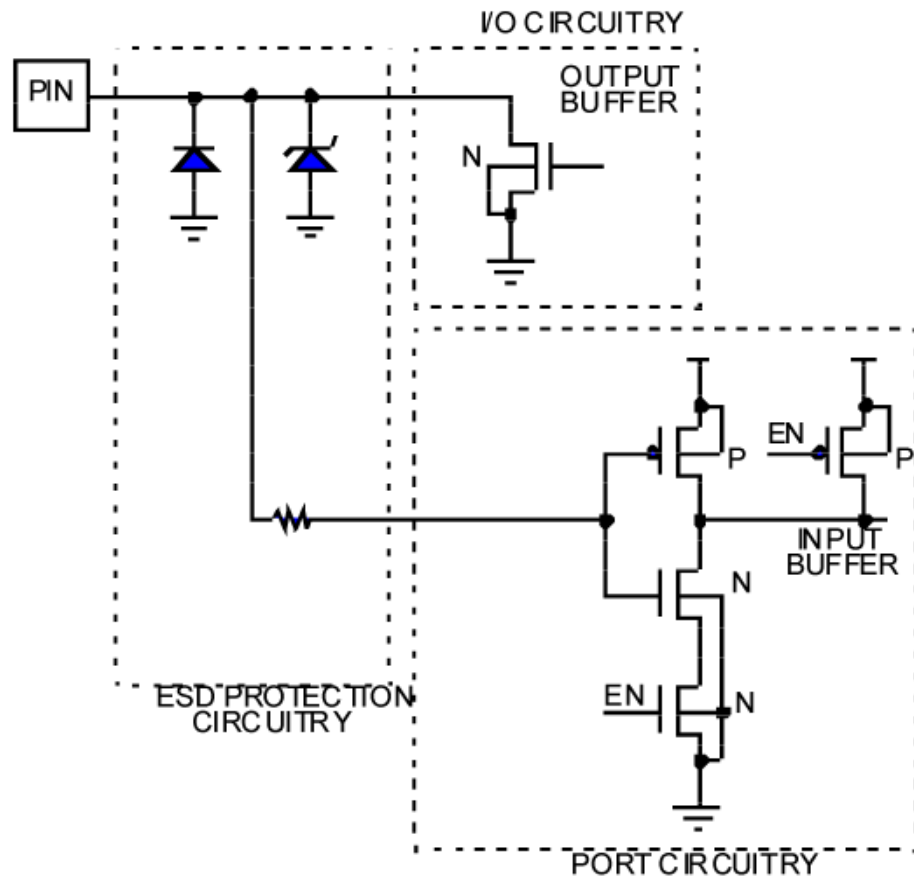 I/O CIRCUITRY
PIN
OUTPUT
BUFFER
N
EN
P
P
INPUT
BUFFER
N
EN
N
ESD PROTECTION
CIRCUITRY
PORT CIRCUITRY